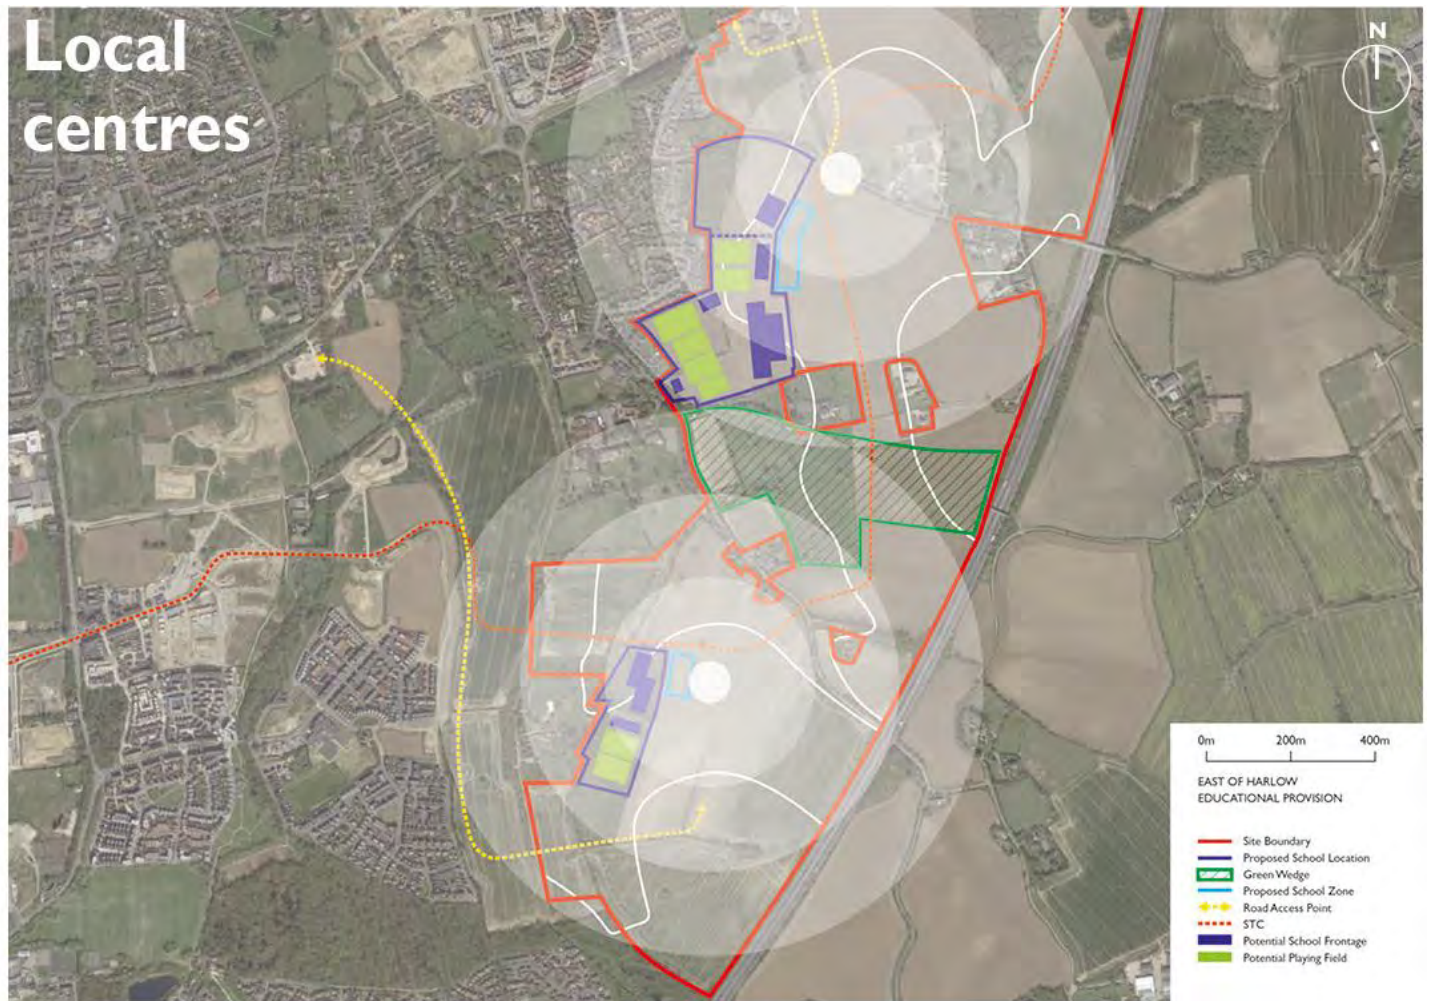 Local
centres
N
0m 200m 400m
EAST OF HARLOW
EDUCATIONAL PROVISION
Site Boundary
Proposed School Location
Green Wedge
Proposed School Zone
Road Access Point
STC
Potential School Frontage
Potential Playing Field